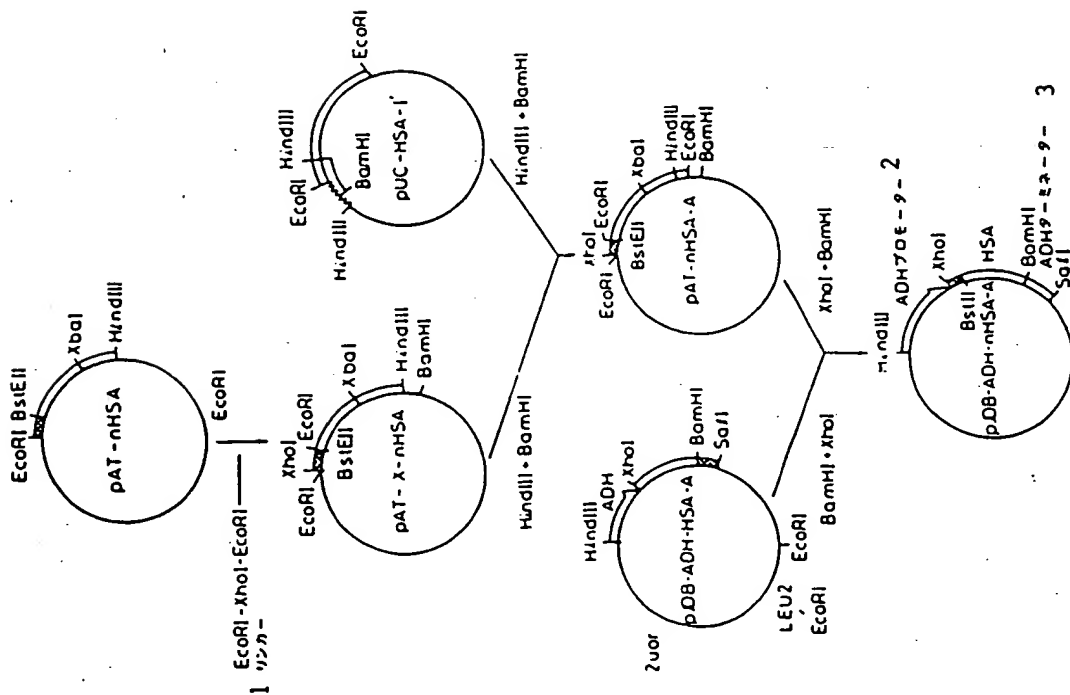 EcoRI BstEII
XbaI
HindIII
pAT-nHSA
EcoRI
1
EcoRI-XhoI-EcoRI
リンカー
EcoRI
XhoI
EcoRI
BstEII
XbaI
HindIII
BamHI
pAT-X-nHSA
HindIII + BamHI
EcoRI
HindIII
EcoRI
BamHI
HindIII
pUC-HSA-I'
HindIII + BamHI
EcoRI
XhoI
EcoRI
BstEII
XbaI
HindIII
EcoRI
BamHI
pAT-nHSA-A
XhoI + BamHI
HindIII
ADH
XhoI
BamHI
SalI
pJDB-ADH-HSA-A
EcoRI
LEU2
EcoRI
2uor
BamHI + XhoI
HindIII
ADHプロモーター 2
XhoI
BstEII
HSA
BamHI
ADHターミネーター 3
SalI
pJDB-ADH-nHSA-A